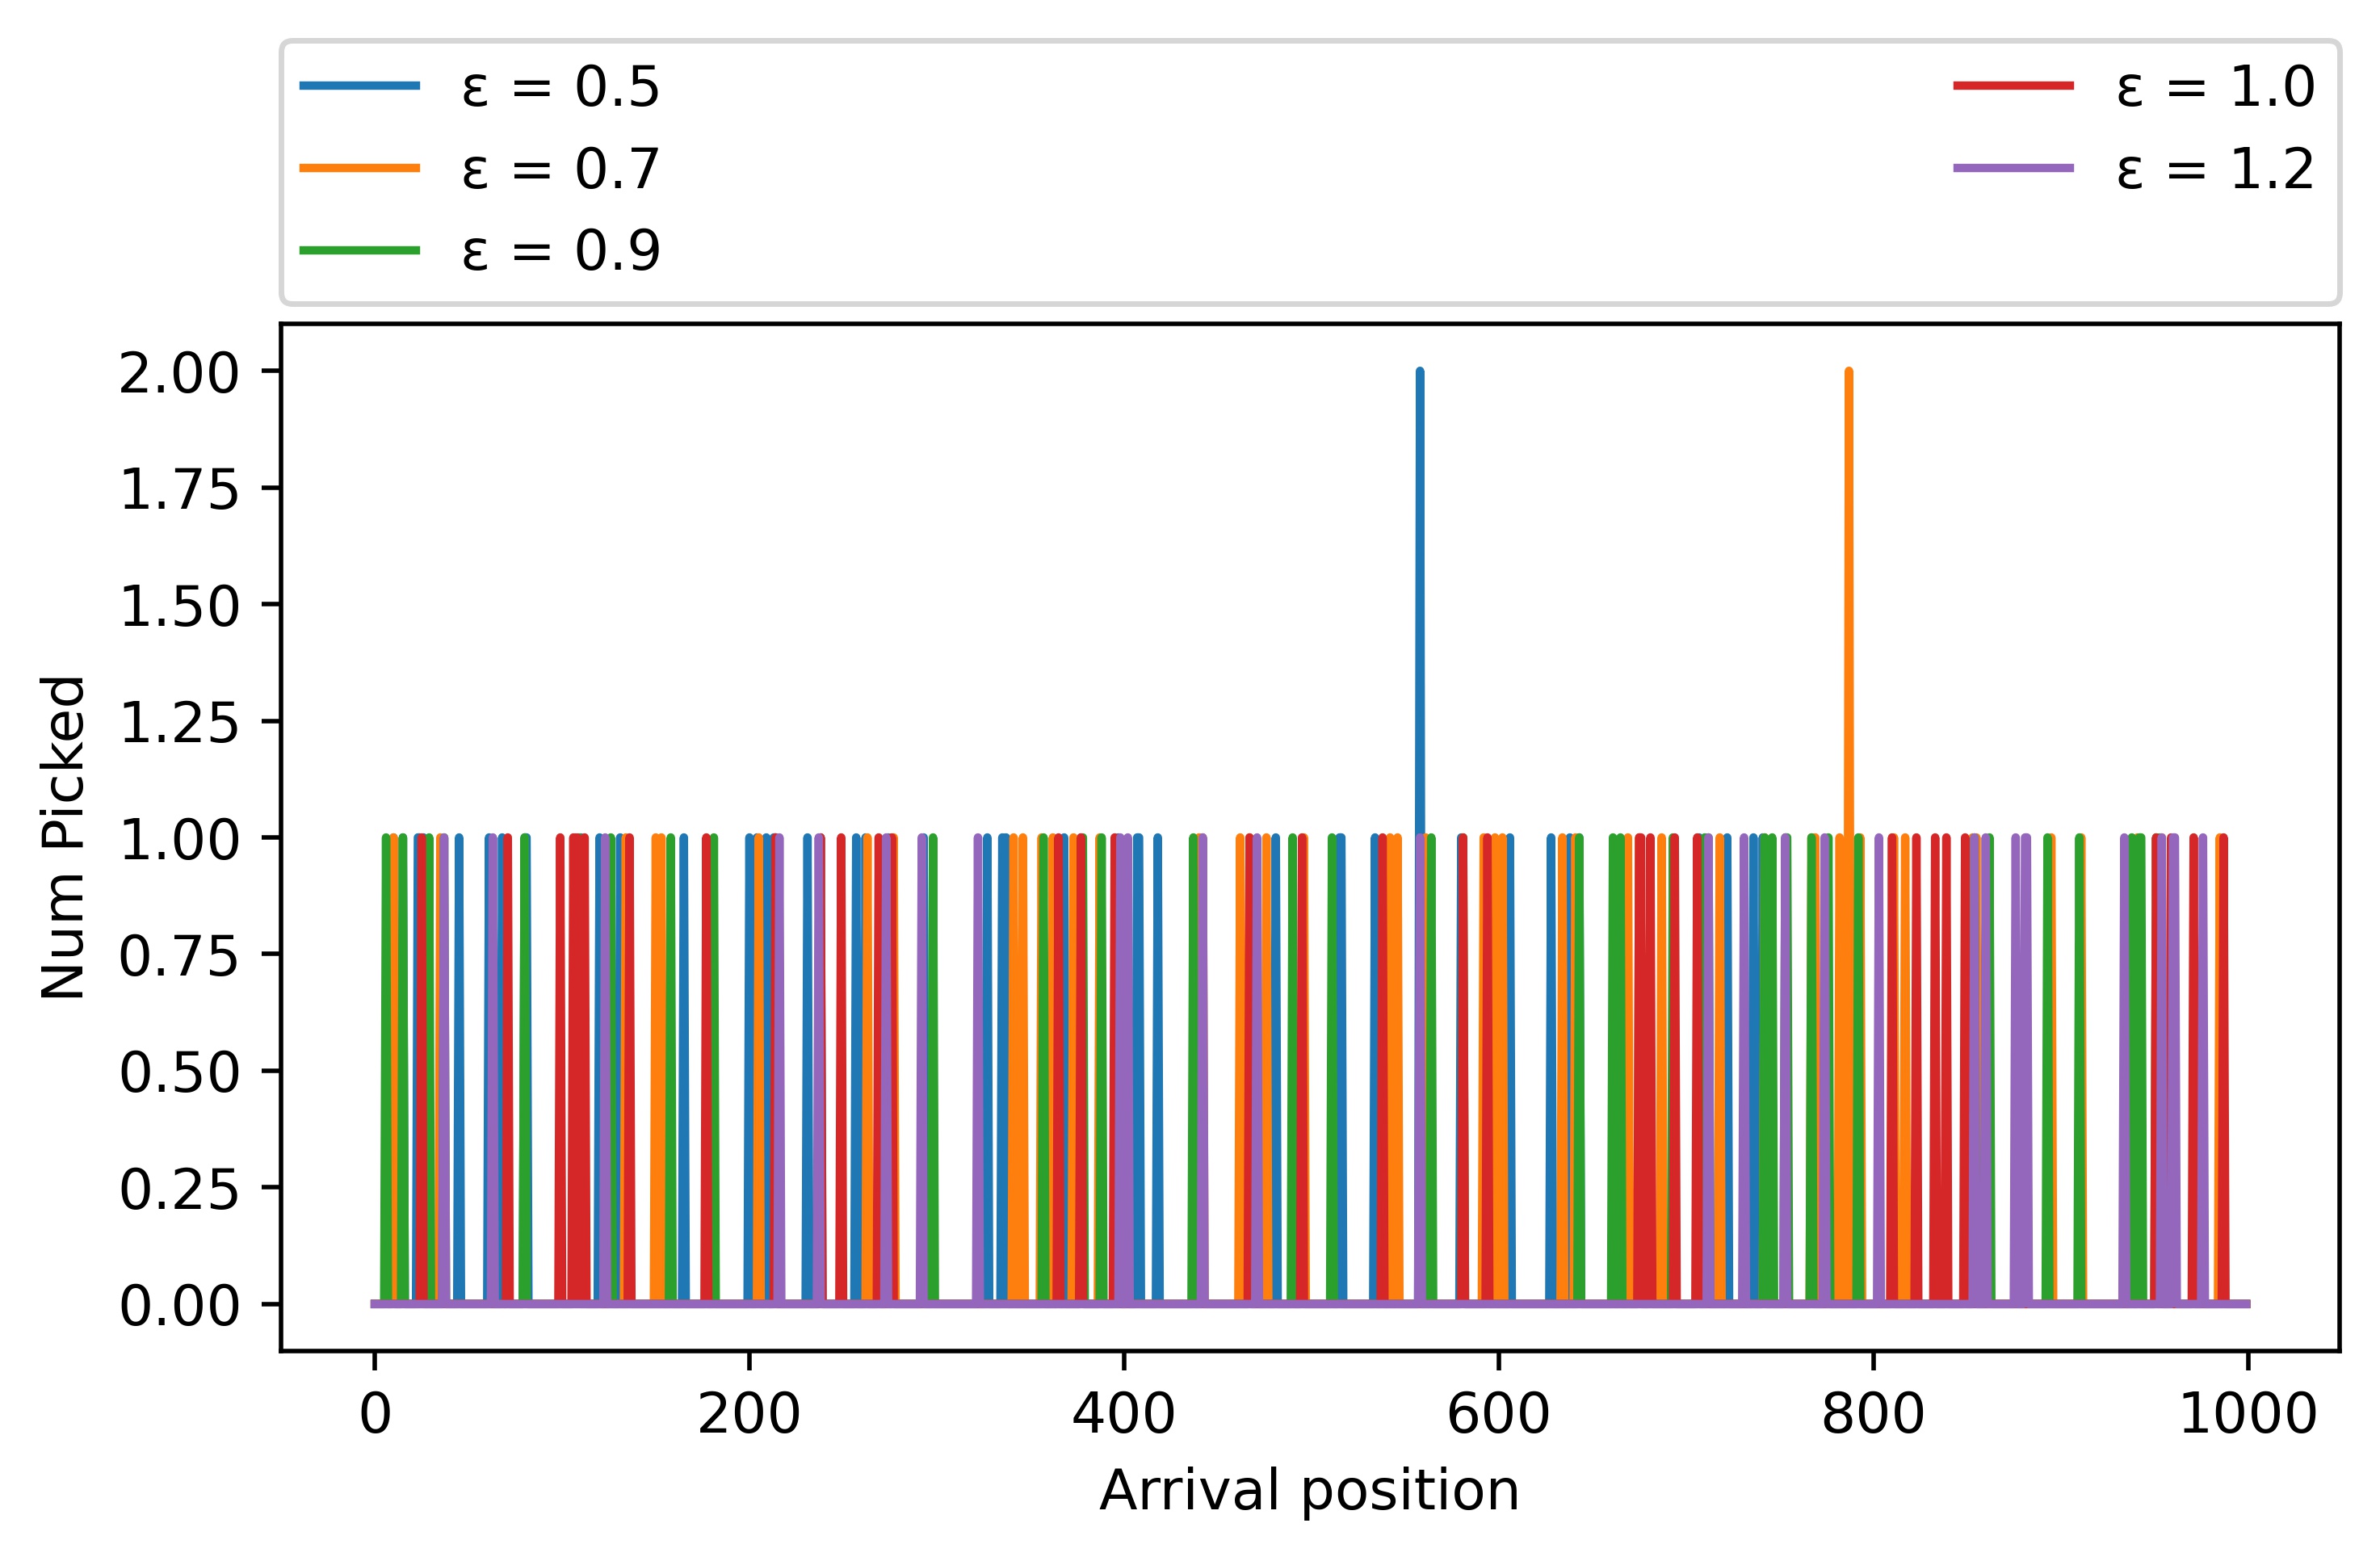 ε = 0.5
ε = 0.7
ε = 0.9
ε = 1.0
ε = 1.2
2.00
1.75
1.50
1.25
1.00
0.75
0.50
0.25
0.00
Num Picked
0 200 400 600 800 1000
Arrival position